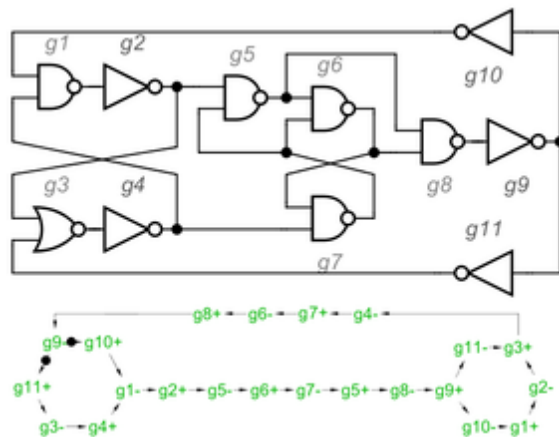 g1 g2 g5 g6 g10
g3 g4 g8 g9
g7 g11
g8+ g6- g7+ g4-
g9- g10+ g11- g3+
g11+ g1- g2+ g5- g6+ g7- g5+ g8- g9+ g2-
g3- g4+ g10- g1+